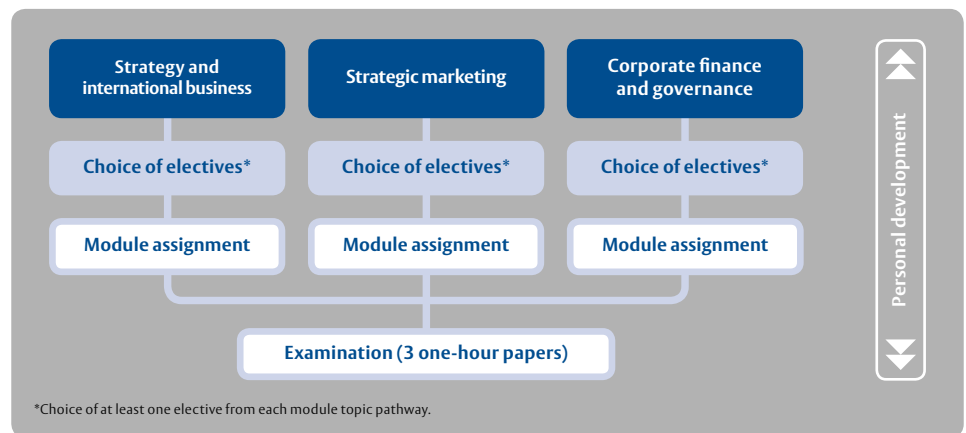 Strategy and
international business
Strategic marketing
Corporate finance
and governance
Choice of electives*
Choice of electives*
Choice of electives*
Module assignment
Module assignment
Module assignment
Examination (3 one-hour papers)
Personal development
*Choice of at least one elective from each module topic pathway.